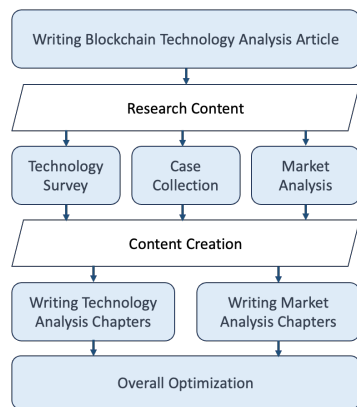 Writing Blockchain Technology Analysis Article
Research Content
Technology
Survey
Case
Collection
Market
Analysis
Content Creation
Writing Technology
Analysis Chapters
Writing Market
Analysis Chapters
Overall Optimization